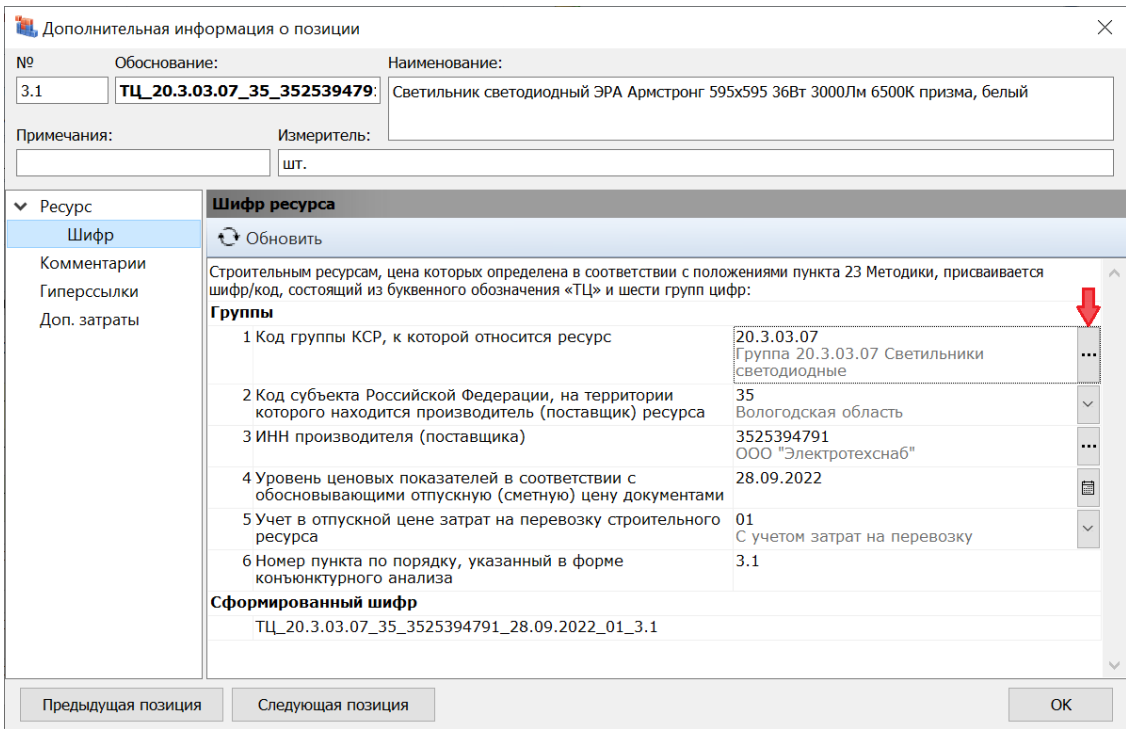 Дополнительная информация о позиции
№ Обоснование: Наименование:
3.1 ТЦ_20.3.03.07_35_352539479 Светильник светодиодный ЭРА Армстронг 595х595 36Вт 3000Лм 6500К призма, белый
Примечания: Измеритель:
шт.
Ресурс
Шифр
Комментарии
Гиперссылки
Доп. затраты
Шифр ресурса
Обновить
Строительным ресурсам, цена которых определена в соответствии с положениями пункта 23 Методики, присваивается
шифр/код, состоящий из буквенного обозначения «ТЦ» и шести групп цифр:
Группы
1 Код группы КСР, к которой относится ресурс
20.3.03.07
Группа 20.3.03.07 Светильники
светодиодные
2 Код субъекта Российской Федерации, на территории
которого находится производитель (поставщик) ресурса
35
Вологодская область
3 ИНН производителя (поставщика)
3525394791
ООО "Электротехснаб"
4 Уровень ценовых показателей в соответствии с
обосновывающими отпускную (сметную) цену документами
28.09.2022
5 Учет в отпускной цене затрат на перевозку строительного
ресурса
01
С учетом затрат на перевозку
6 Номер пункта по порядку, указанный в форме
конъюнктурного анализа
3.1
Сформированный шифр
ТЦ_20.3.03.07_35_3525394791_28.09.2022_01_3.1
Предыдущая позиция Следующая позиция OK